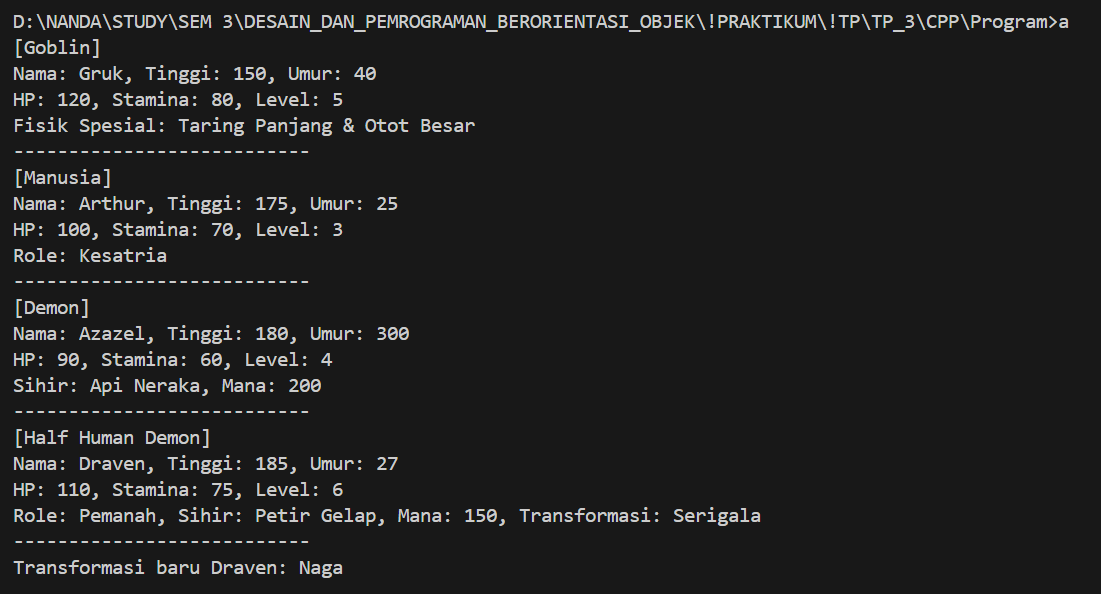 D:\NANDA\STUDY\SEM 3\DESAIN_DAN_PEMROGRAMAN_BERORIENTASI_OBJEK\!PRAKTIKUM\!TP\TP_3\CPP\Program>a
[Goblin]
Nama: Gruk, Tinggi: 150, Umur: 40
HP: 120, Stamina: 80, Level: 5
Fisik Spesial: Taring Panjang & Otot Besar
---------------------------
[Manusia]
Nama: Arthur, Tinggi: 175, Umur: 25
HP: 100, Stamina: 70, Level: 3
Role: Kesatria
---------------------------
[Demon]
Nama: Azazel, Tinggi: 180, Umur: 300
HP: 90, Stamina: 60, Level: 4
Sihir: Api Neraka, Mana: 200
---------------------------
[Half Human Demon]
Nama: Draven, Tinggi: 185, Umur: 27
HP: 110, Stamina: 75, Level: 6
Role: Pemanah, Sihir: Petir Gelap, Mana: 150, Transformasi: Serigala
---------------------------
Transformasi baru Draven: Naga